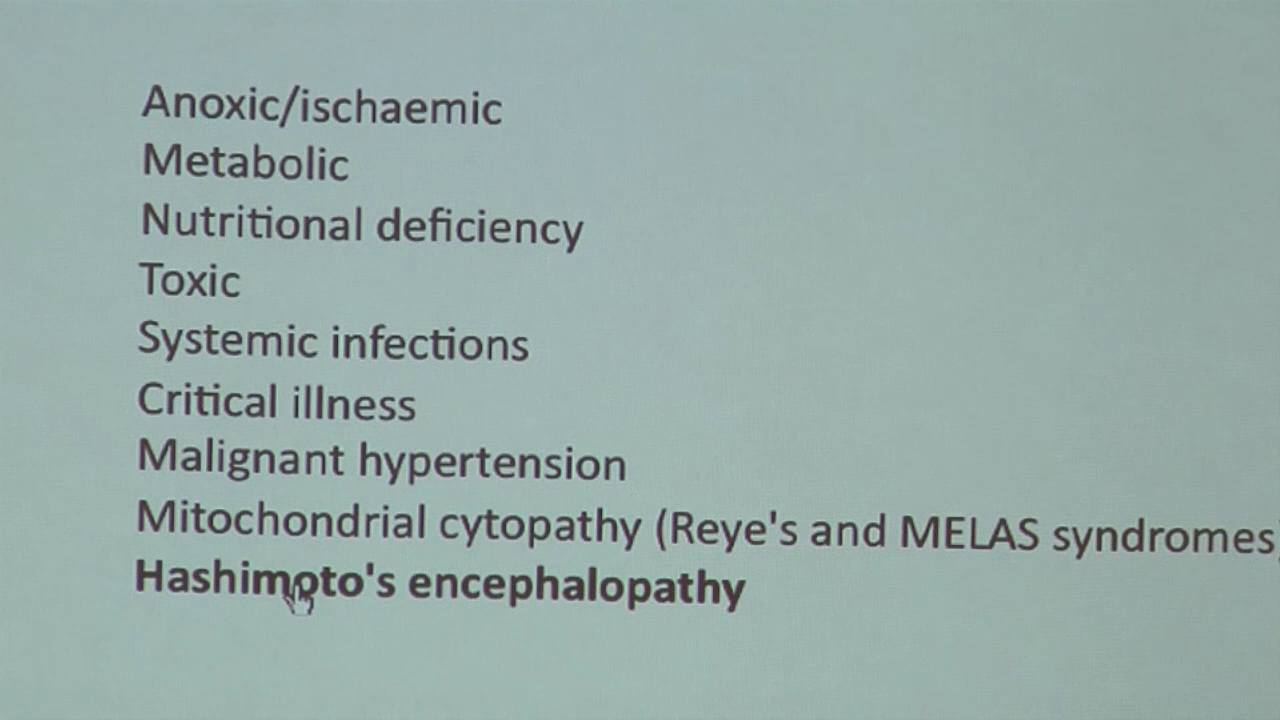 Anoxic/ischaemic
Metabolic
Nutritional deficiency
Toxic
Systemic infections
Critical illness
Malignant hypertension
Mitochondrial cytopathy (Reye's and MELAS syndromes
Hashimoto's encephalopathy